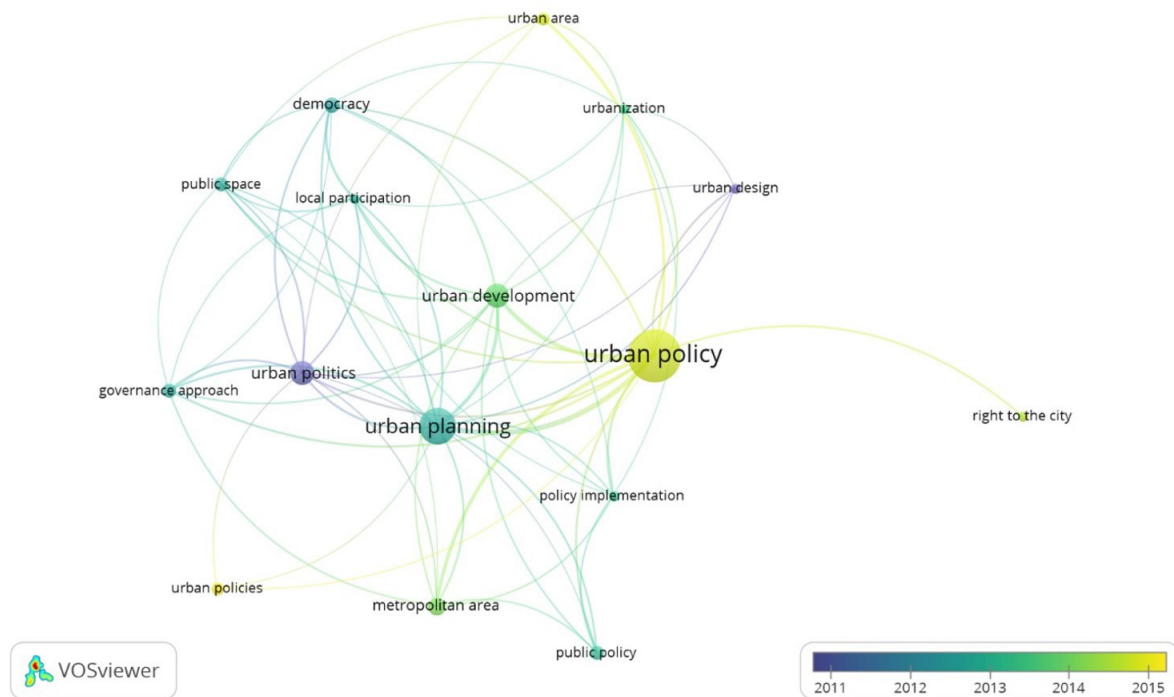 urban area
democracy
urbanization
public space
local participation
urban design
urban development
urban policy
urban politics
governance approach
urban planning
right to the city
policy implementation
urban policies
metropolitan area
public policy
VOSviewer
2011 2012 2013 2014 2015